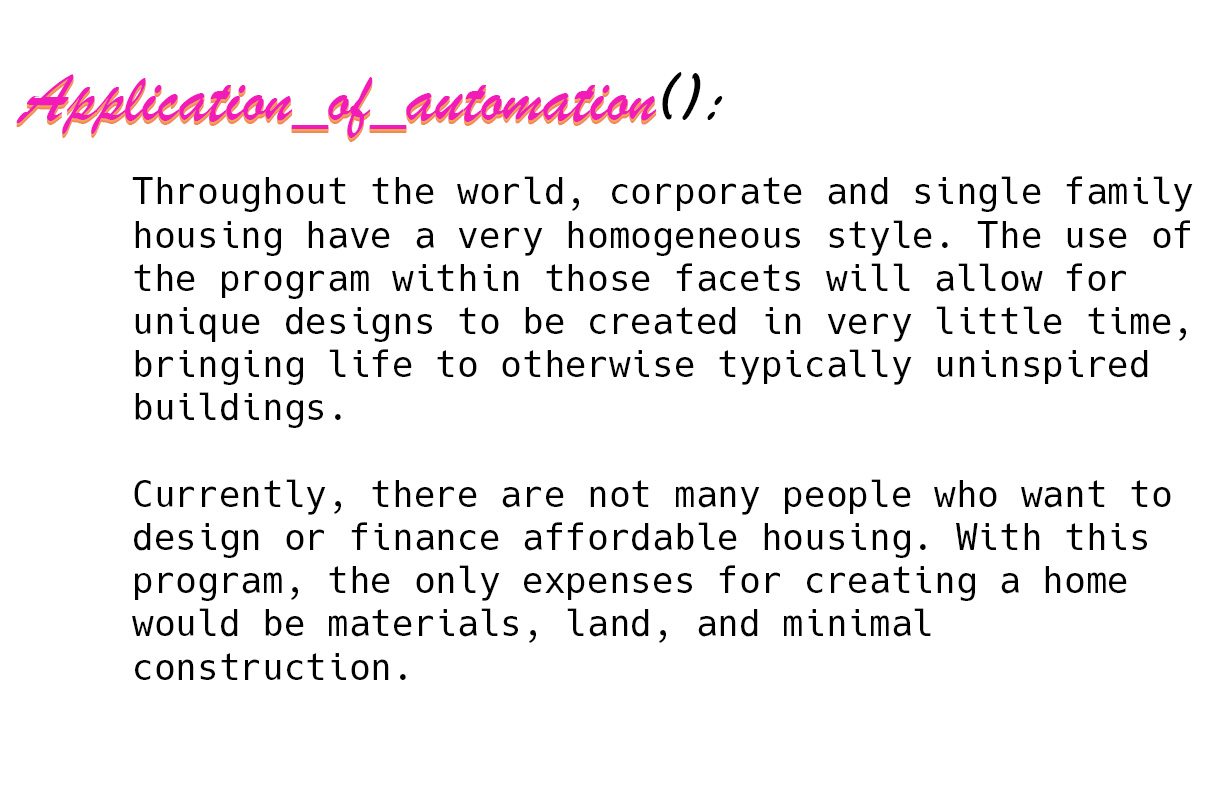 Application_of_automation():
Throughout the world, corporate and single family
housing have a very homogeneous style. The use of
the program within those facets will allow for
unique designs to be created in very little time,
bringing life to otherwise typically uninspired
buildings.
Currently, there are not many people who want to
design or finance affordable housing. With this
program, the only expenses for creating a home
would be materials, land, and minimal
construction.